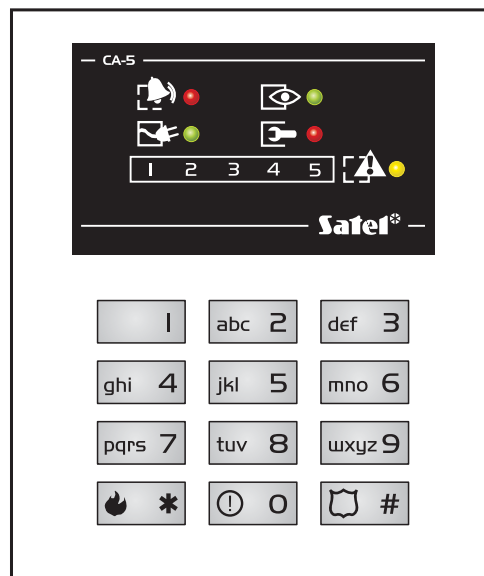 CA-5
1 2 3 4 5
Satel
1 abc 2 def 3
ghi 4 jkl 5 mno 6
pqrs 7 tuv 8 wxyz 9
* 0 #